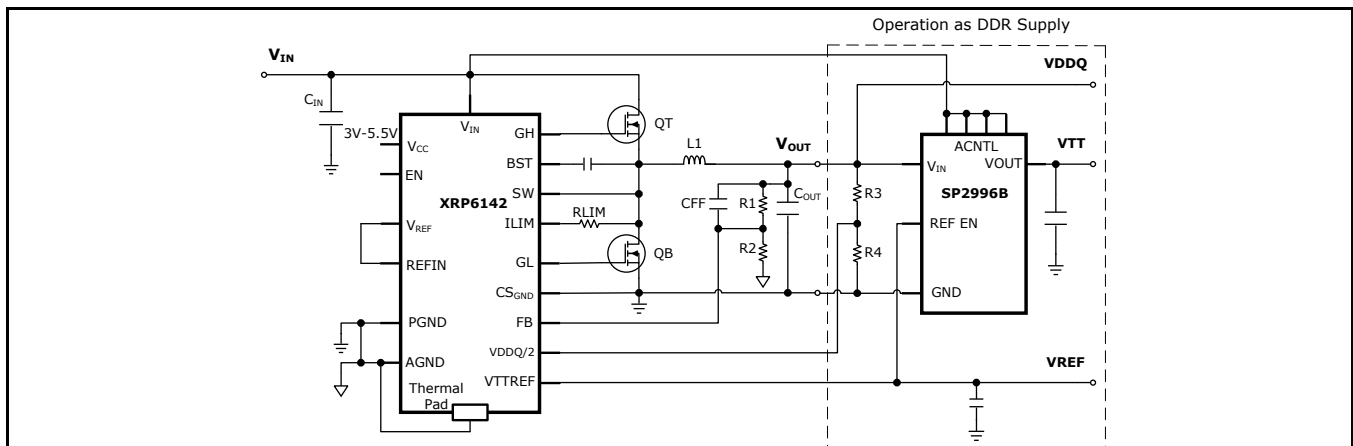 Operation as DDR Supply
VIN
VDDQ
CIN
3V-5.5V
VIN
GH
QT
VCC
BST
L1
VOUT
ACNTL
VTT
VIN
VOUT
EN
SW
CFF
R1
COUT
R3
SP2996B
XRP6142
ILIM
RLIM
VREF
REF EN
R2
R4
GL
QB
REFIN
CSGND
GND
PGND
FB
VDDQ/2
VREF
AGND
VTTREF
Thermal
Pad